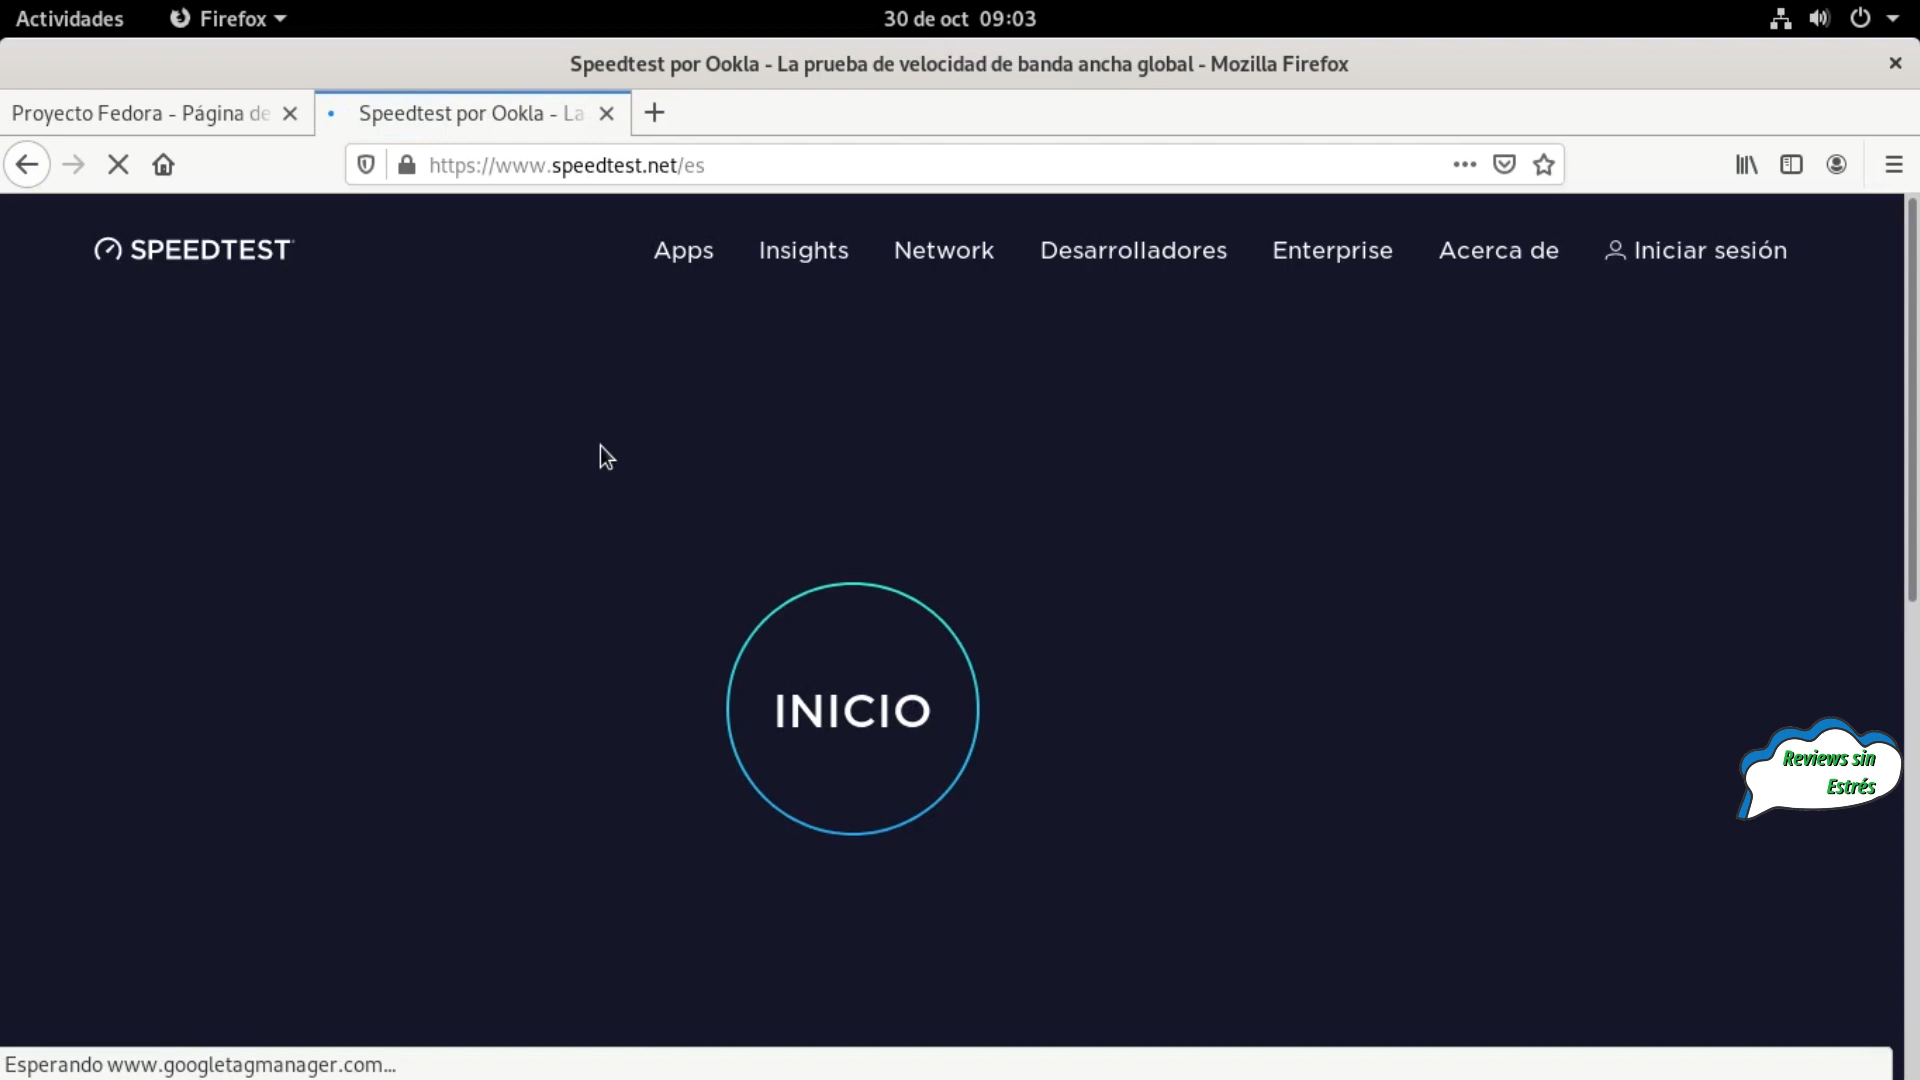 Actividades
Firefox
30 de oct 09:03
Speedtest por Ookla - La prueba de velocidad de banda ancha global - Mozilla Firefox
Proyecto Fedora - Página de
Speedtest por Ookla - La
https://www.speedtest.net/es
SPEEDTEST
Apps
Insights
Network
Desarrolladores
Enterprise
Acerca de
Iniciar sesión
INICIO
Reviews sin
Estrés
Esperando www.googletagmanager.com...